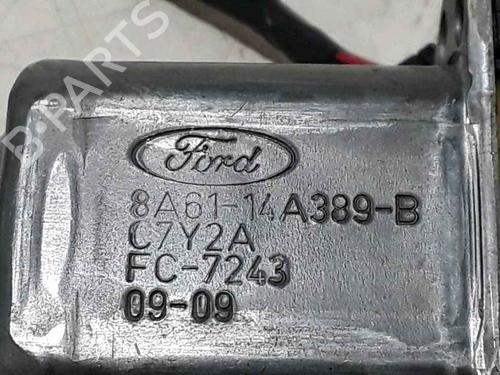 B-PARTS
Ford
8A61-14A389-B
C7Y2A
FC-7243
09-09